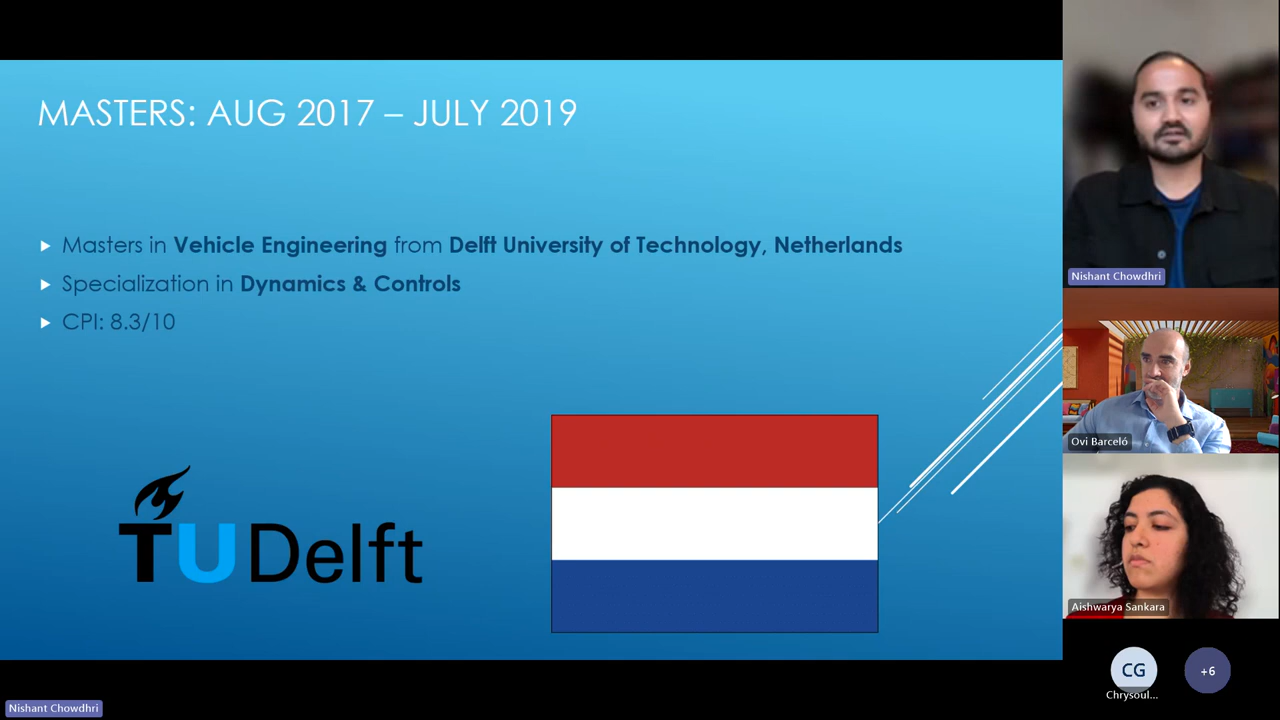 MASTERS: AUG 2017 – JULY 2019
Masters in Vehicle Engineering from Delft University of Technology, Netherlands
Specialization in Dynamics & Controls
CPI: 8.3/10
TU Delft
Nishant Chowdhri
Ovi Barceló
Aishwarya Sankara
CG
+6
Chrysoul...
Nishant Chowdhri